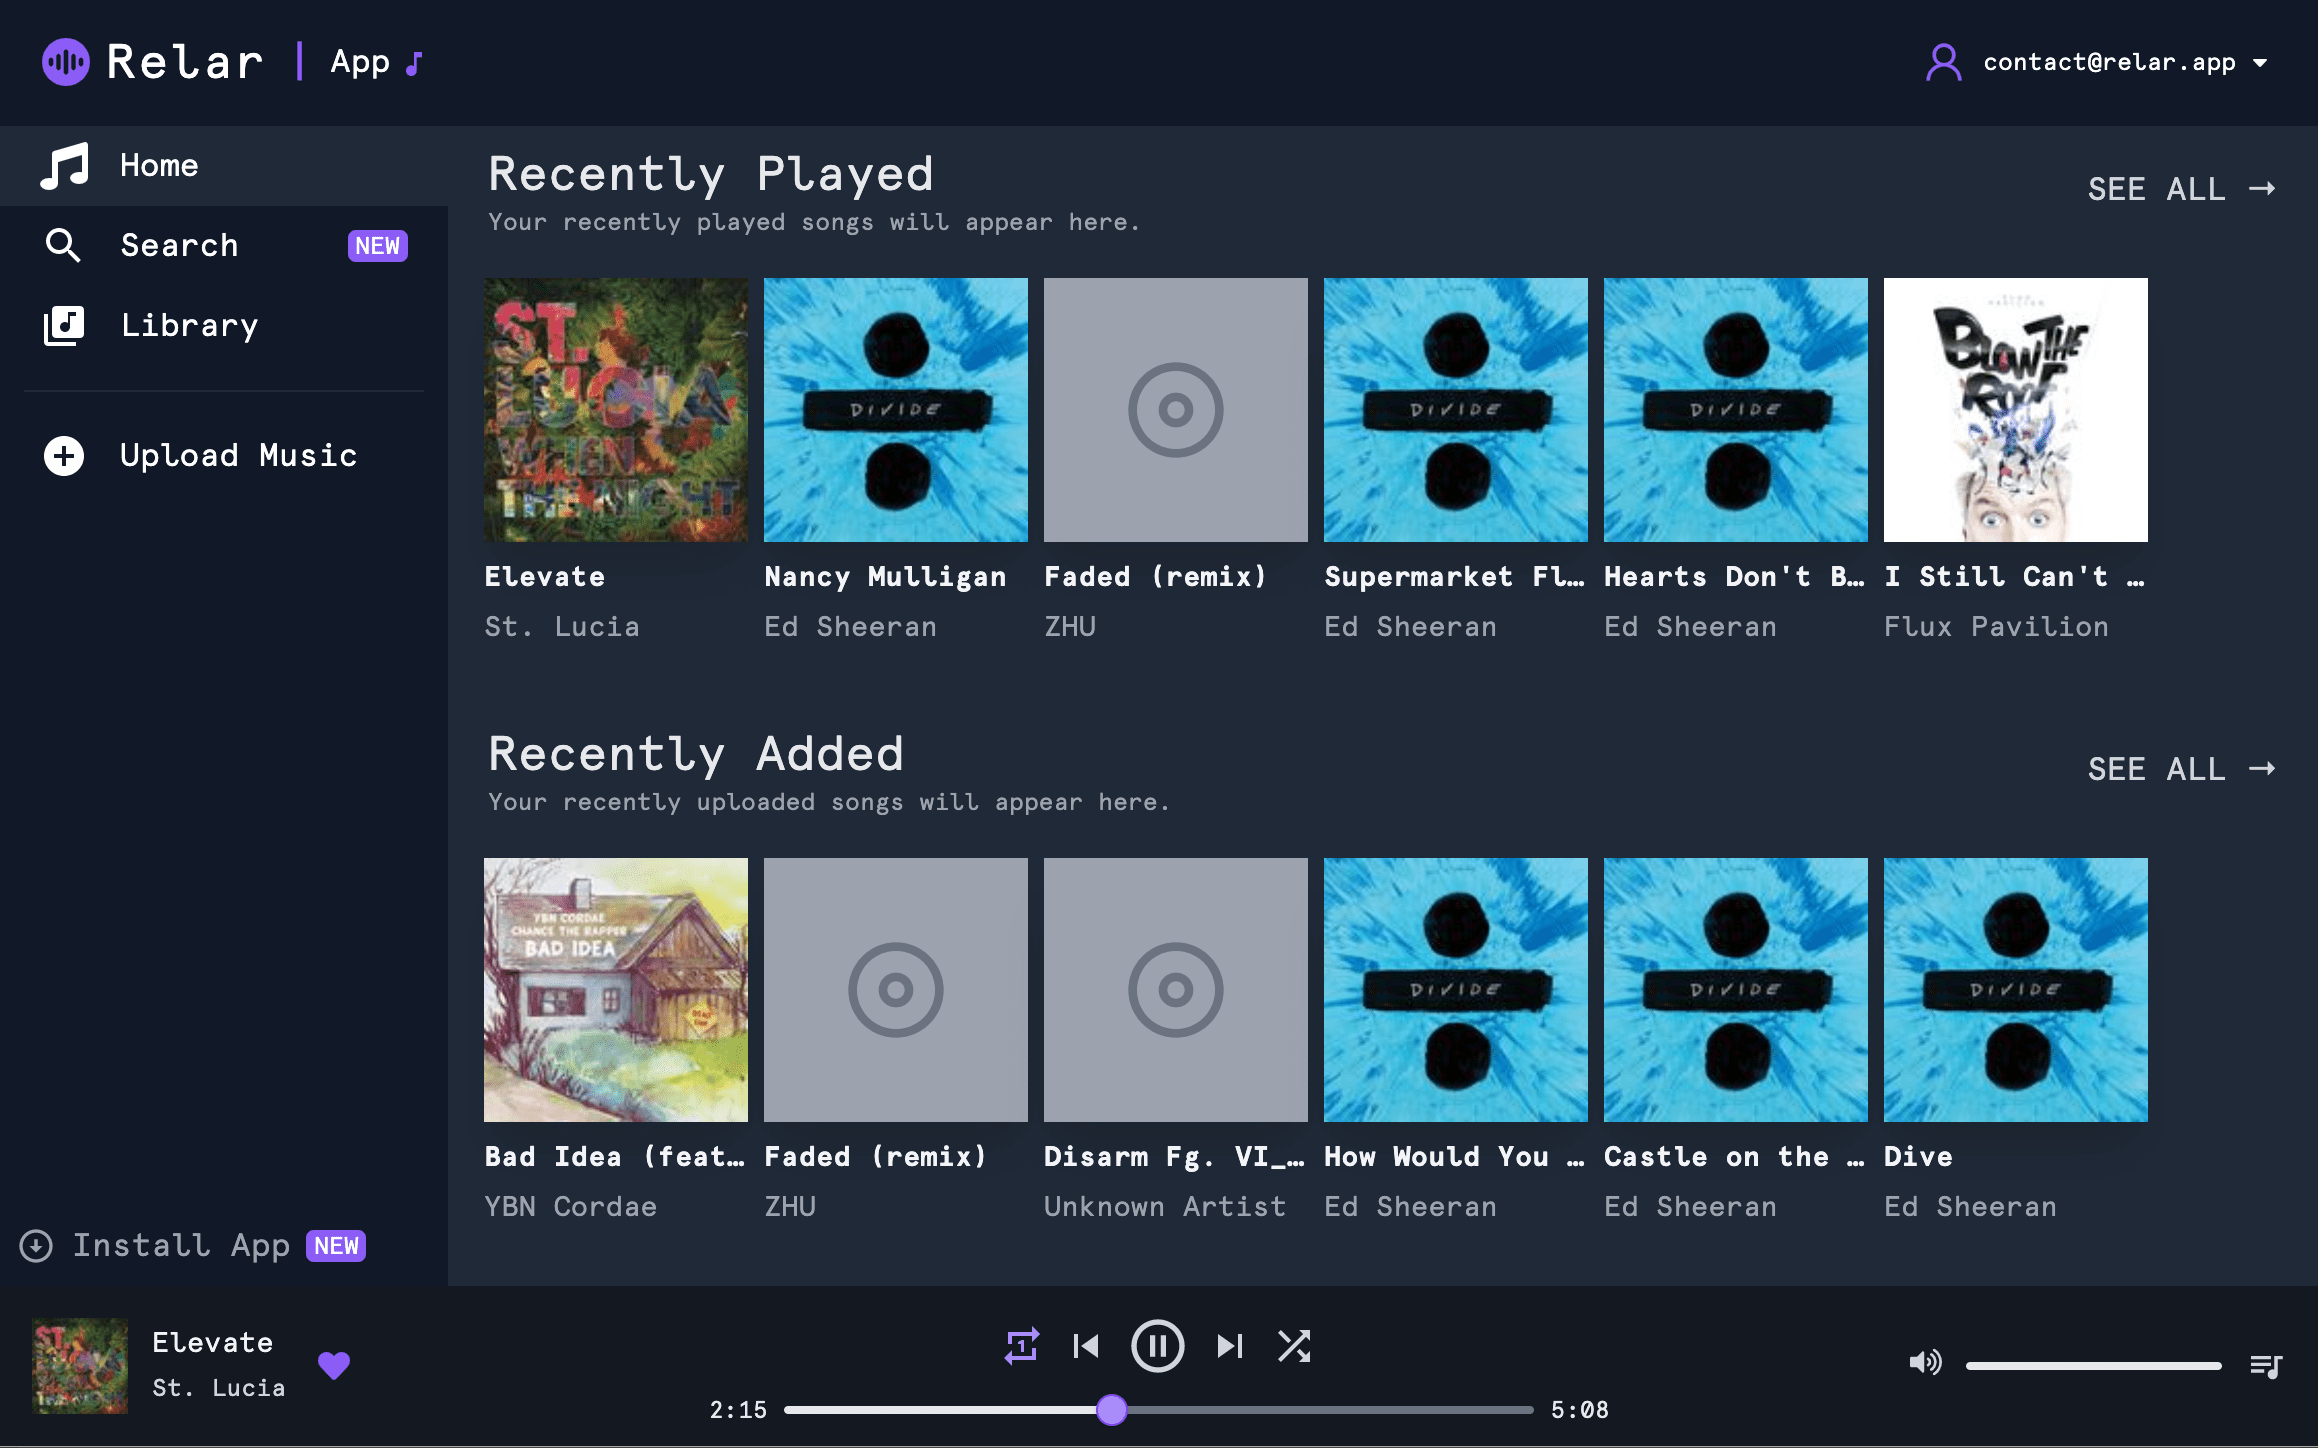 Relar | App
contact@relar.app
Home
Search NEW
Library
Upload Music
Install App NEW
Recently Played
Your recently played songs will appear here.
SEE ALL →
ST.
LUCIA
WHEN
THE NIGHT
DIVIDE
DIVIDE
DIVIDE
BLOW THE
ROOF
Elevate
St. Lucia
Nancy Mulligan
Ed Sheeran
Faded (remix)
ZHU
Supermarket Fl…
Ed Sheeran
Hearts Don't B…
Ed Sheeran
I Still Can't …
Flux Pavilion
Recently Added
Your recently uploaded songs will appear here.
SEE ALL →
YBN CORDAE
CHANCE THE RAPPER
BAD IDEA
DIVIDE
DIVIDE
DIVIDE
Bad Idea (feat…
YBN Cordae
Faded (remix)
ZHU
Disarm Fg. VI_…
Unknown Artist
How Would You …
Ed Sheeran
Castle on the …
Ed Sheeran
Dive
Ed Sheeran
Elevate
St. Lucia
1
2:15
5:08